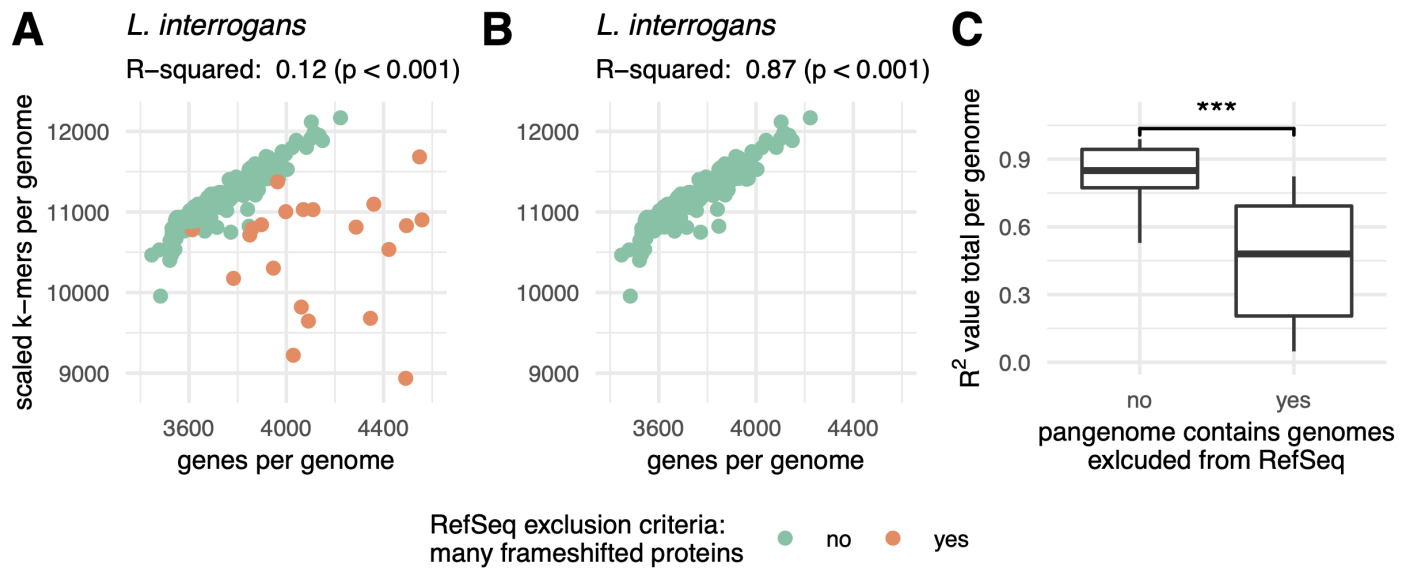 A
L. interrogans
R−squared: 0.12 (p < 0.001)
scaled k−mers per genome
12000
11000
10000
9000
3600 4000 4400
genes per genome
B
L. interrogans
R−squared: 0.87 (p < 0.001)
12000
11000
10000
9000
3600 4000 4400
genes per genome
C
***
R² value total per genome
0.9
0.6
0.3
0.0
no yes
pangenome contains genomes
exlcuded from RefSeq
RefSeq exclusion criteria:
many frameshifted proteins
no yes